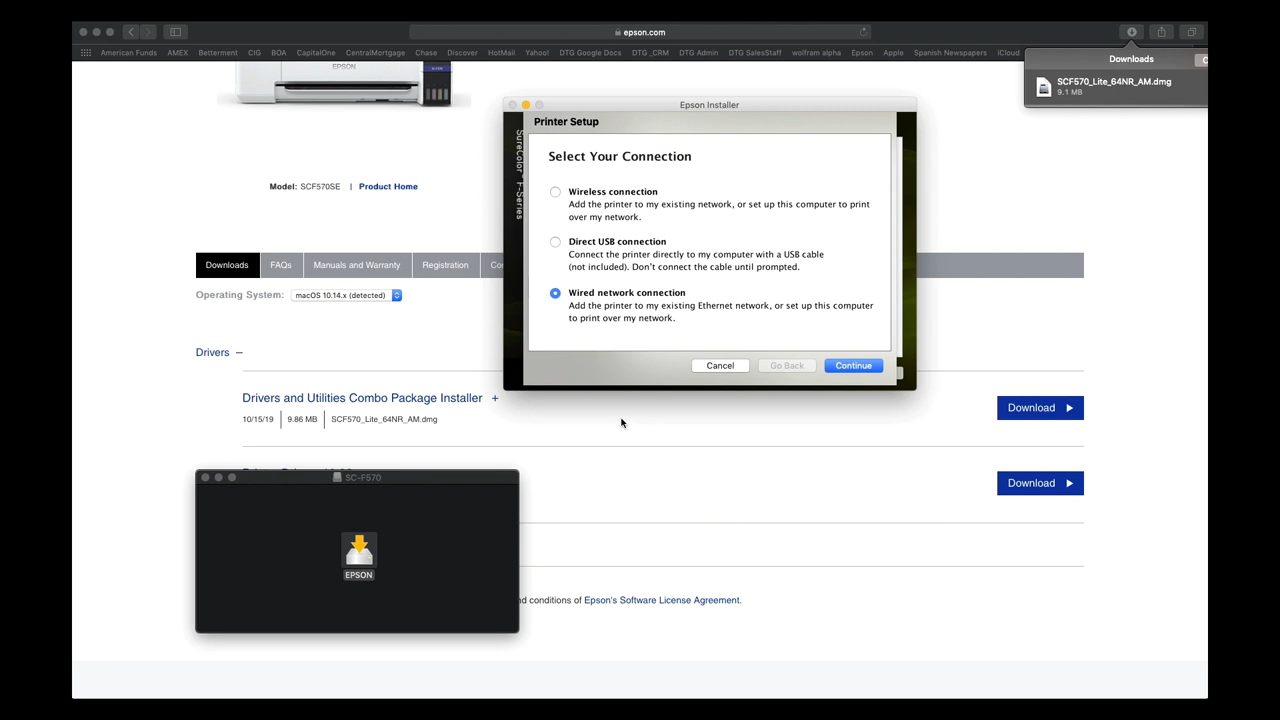 epson.com
American Funds AMEX Betterment CIG BOA CapitalOne CentralMortgage Chase Discover HotMail Yahoo! DTG Google Docs DTG _CRM DTG Admin DTG SalesStaff wolfram alpha Epson Apple Spanish Newspapers iCloud
Downloads
SCF570_Lite_64NR_AM.dmg
9.1 MB
EPSON
Epson Installer
SureColor F-Series
Printer Setup
Select Your Connection
Wireless connection
Add the printer to my existing network, or set up this computer to print
over my network.
Direct USB connection
Connect the printer directly to my computer with a USB cable
(not included). Don't connect the cable until prompted.
Wired network connection
Add the printer to my existing Ethernet network, or set up this computer
to print over my network.
Cancel Go Back Continue
Model: SCF570SE | Product Home
Downloads FAQs Manuals and Warranty Registration Co
Operating System: macOS 10.14.x (detected)
Drivers –
Drivers and Utilities Combo Package Installer +
10/15/19 9.86 MB SCF570_Lite_64NR_AM.dmg
Download
Download
SC-F570
EPSON
nd conditions of Epson's Software License Agreement.